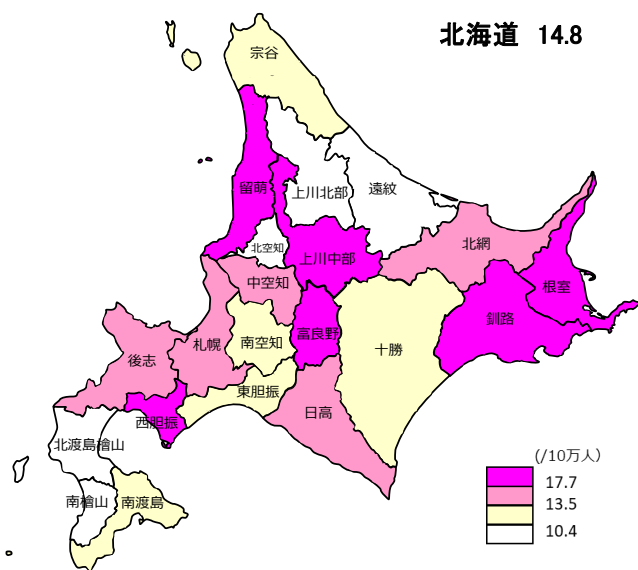 北海道 14.8
宗谷
留萌
上川北部
遠紋
北空知
上川中部
北網
中空知
根室
釧路
富良野
南空知
札幌
十勝
後志
東胆振
日高
西胆振
北渡島檜山
南檜山
南渡島
(/10万人)
17.7
13.5
10.4